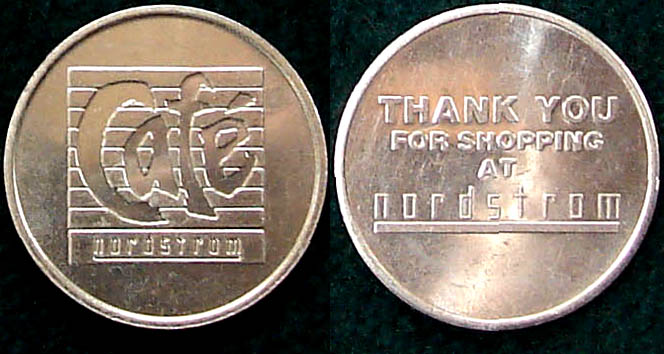 Café
nordstrom
THANK YOU
FOR SHOPPING
AT
nordstrom